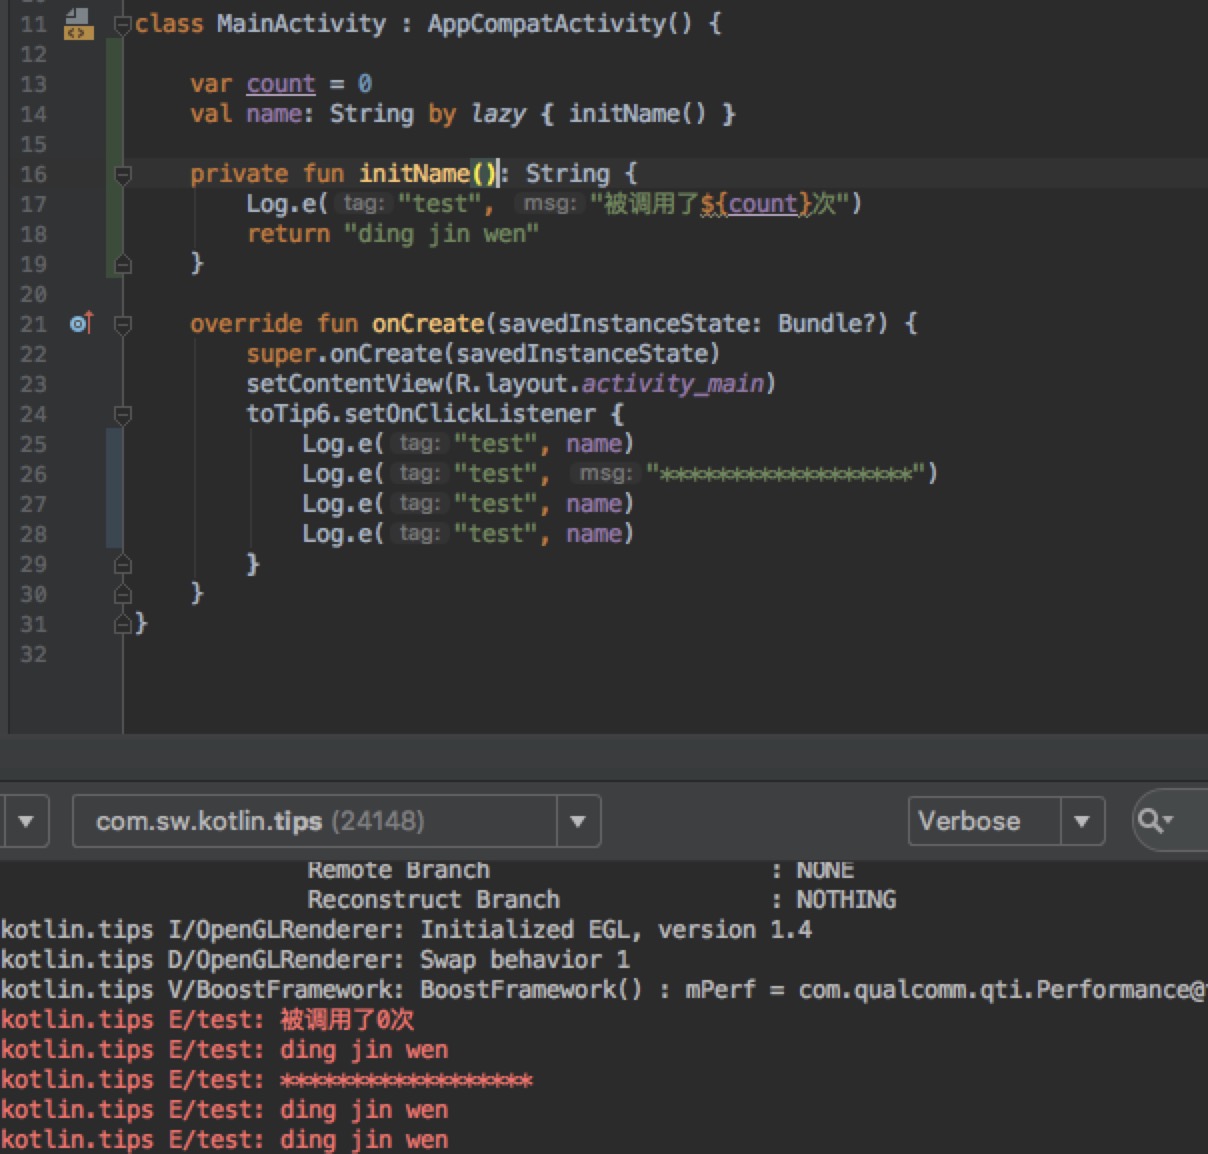 11 class MainActivity : AppCompatActivity() {
12
13 var count = 0
14 val name: String by lazy { initName() }
15
16 private fun initName(): String {
17 Log.e( tag: "test", msg: "被调用了${count}次")
18 return "ding jin wen"
19 }
20
21 override fun onCreate(savedInstanceState: Bundle?) {
22 super.onCreate(savedInstanceState)
23 setContentView(R.layout.activity_main)
24 toTip6.setOnClickListener {
25 Log.e( tag: "test", name)
26 Log.e( tag: "test", msg: "******************")
27 Log.e( tag: "test", name)
28 Log.e( tag: "test", name)
29 }
30 }
31 }
32
com.sw.kotlin.tips (24148) Verbose
Remote Branch : NONE
Reconstruct Branch : NOTHING
kotlin.tips I/OpenGLRenderer: Initialized EGL, version 1.4
kotlin.tips D/OpenGLRenderer: Swap behavior 1
kotlin.tips V/BoostFramework: BoostFramework() : mPerf = com.qualcomm.qti.Performance@
kotlin.tips E/test: 被调用了0次
kotlin.tips E/test: ding jin wen
kotlin.tips E/test: ******************
kotlin.tips E/test: ding jin wen
kotlin.tips E/test: ding jin wen